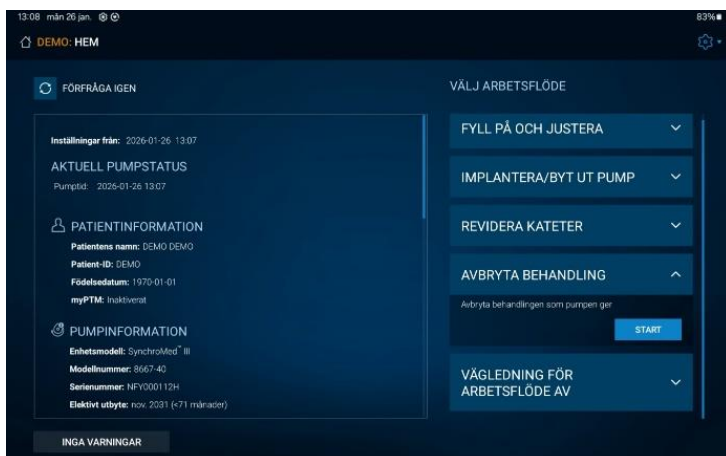 13:08 mån 26 jan.
83%
DEMO: HEM
FÖRFRÅGA IGEN
Inställningar från: 2026-01-26 13:07
AKTUELL PUMPSTATUS
Pumptid: 2026-01-26 13:07
PATIENTINFORMATION
Patientens namn: DEMO DEMO
Patient-ID: DEMO
Födelsedatum: 1970-01-01
myPTM: Inaktiverat
PUMPINFORMATION
Enhetsmodell: SynchroMed™ III
Modellnummer: 8667-40
Serienummer: NFY000112H
Elektivt utbyte: nov. 2031 (<71 månader)
INGA VARNINGAR
VÄLJ ARBETSFLÖDE
FYLL PÅ OCH JUSTERA
IMPLANTERA/BYT UT PUMP
REVIDERA KATETER
AVBRYTA BEHANDLING
Avbryta behandlingen som pumpen ger
START
VÄGLEDNING FÖR
ARBETSFLÖDE AV